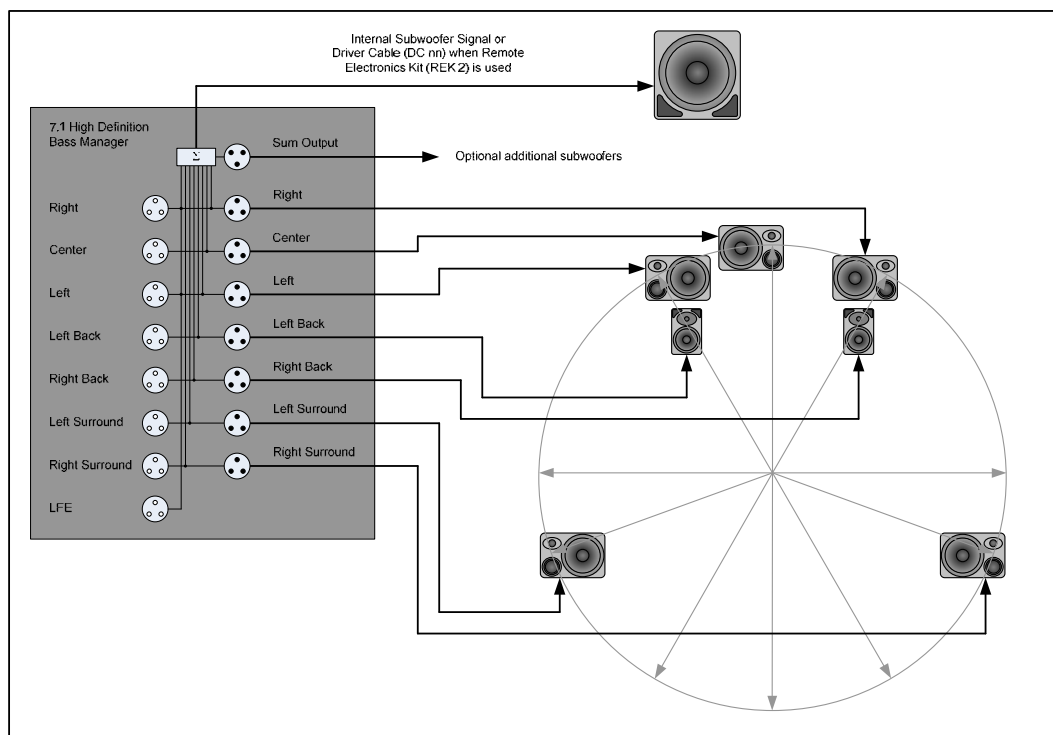 Internal Subwoofer Signal or
Driver Cable (DC nn) when Remote
Electronics Kit (REK 2) is used
7.1 High Definition
Bass Manager
Σ
Sum Output
Optional additional subwoofers
Right
Right
Center
Center
Left
Left
Left Back
Left Back
Right Back
Right Back
Left Surround
Left Surround
Right Surround
Right Surround
LFE